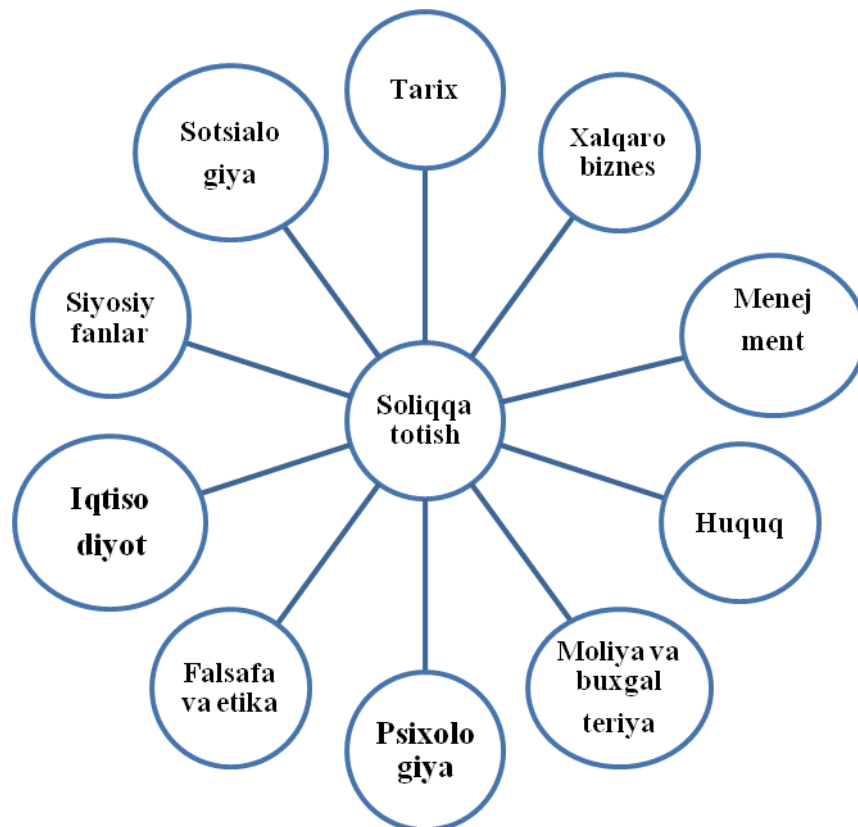 Tarix
Xalqaro
biznes
Menej
ment
Huquq
Moliya va
buxgal
teriya
Psixolo
giya
Falsafa
va etika
Iqtiso
diyot
Siyosiy
fanlar
Sotsialo
giya
Soliqqa
totish